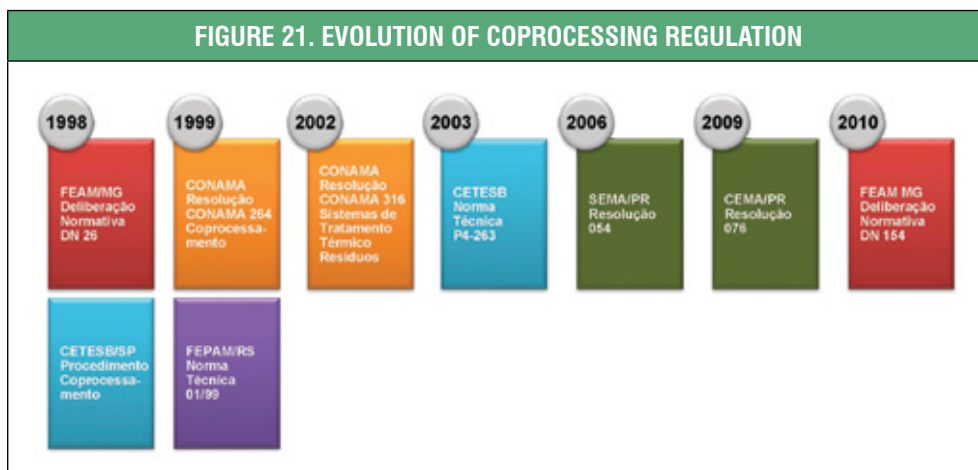 FIGURE 21. EVOLUTION OF COPROCESSING REGULATION
1998
FEAM/MG
Deliberação
Normativa
DN 26
CETESB/SP
Procedimento
Coprocessa-
mento
1999
CONAMA
Resolução
CONAMA 264
Coprocessa-
mento
FEPAM/RS
Norma
Técnica
01/99
2002
CONAMA
Resolução
CONAMA 316
Sistemas de
Tratamento
Térmico
Resíduos
2003
CETESB
Norma
Técnica
P4-263
2006
SEMA/PR
Resolução
054
2009
CEMA/PR
Resolução
076
2010
FEAM MG
Deliberação
Normativa
DN 154